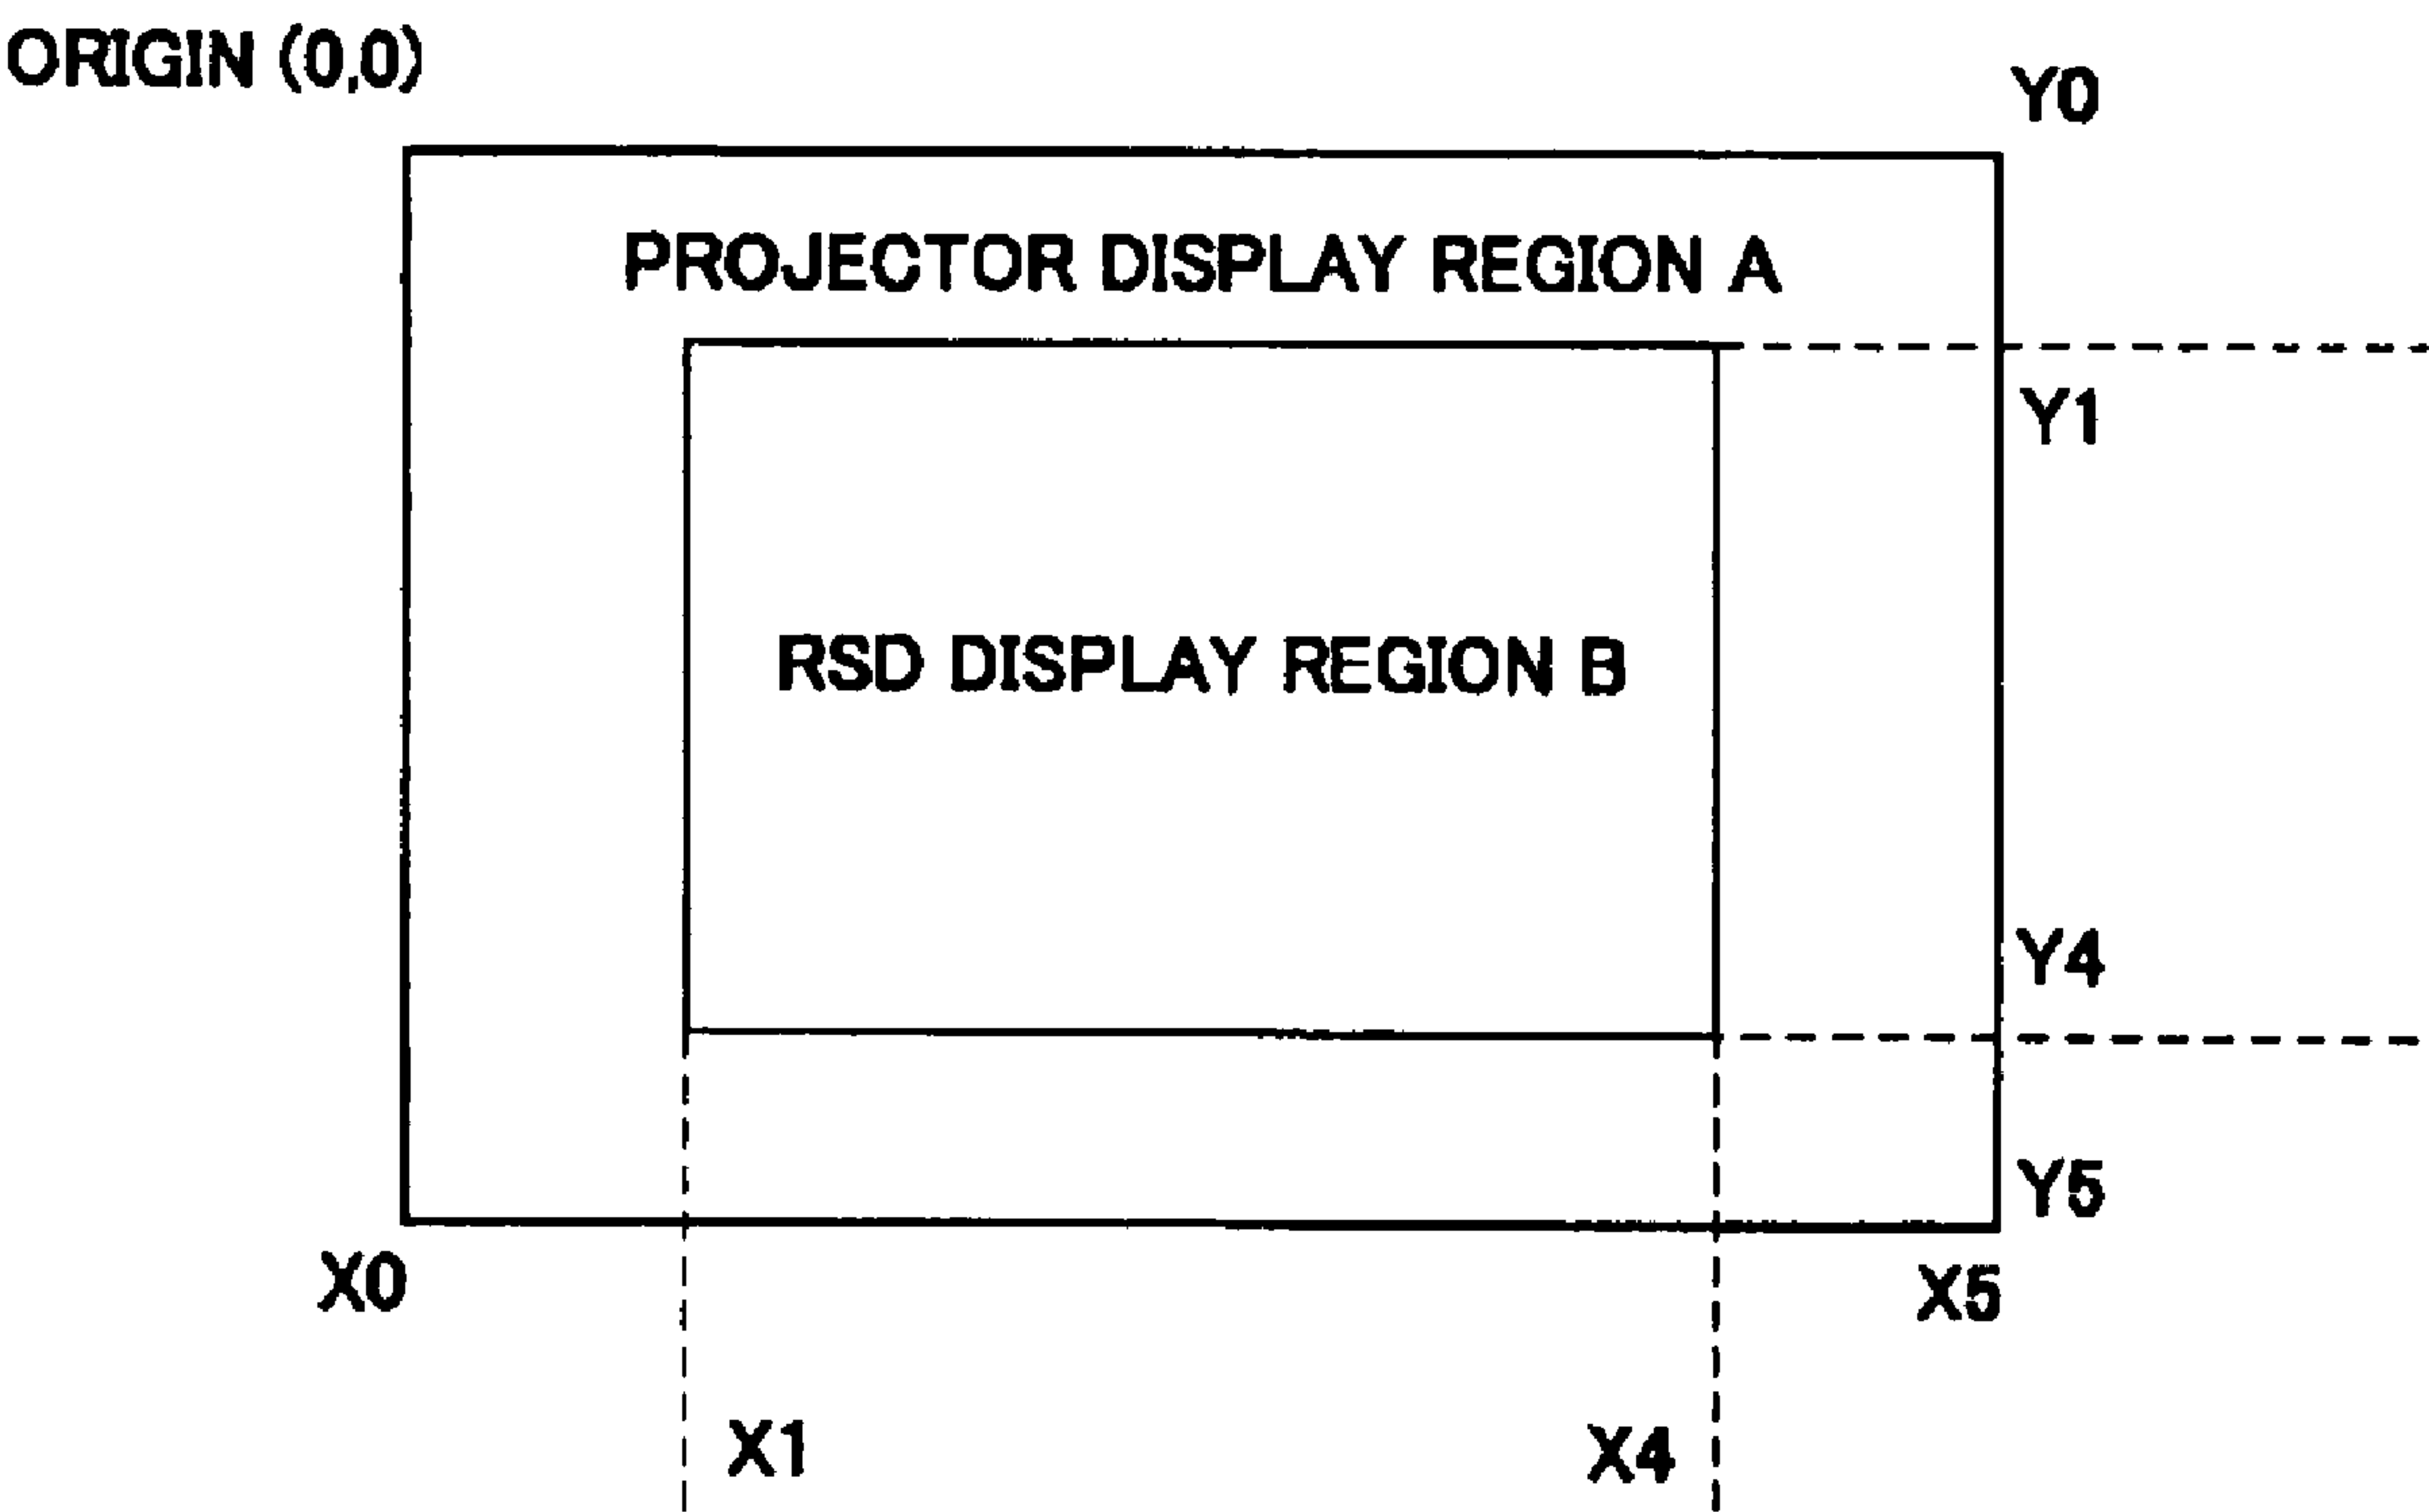 ORIGIN (0,0)
Y0
PROJECTOR DISPLAY REGION A
Y1
RSD DISPLAY REGION B
Y4
Y5
X0
X5
X1
X4